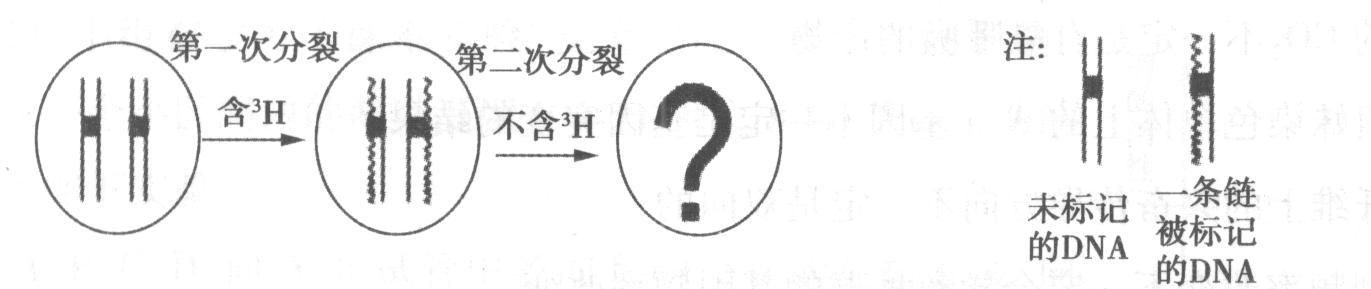 第一次分裂
含³H
第二次分裂
不含³H
?
注:
未标记
的DNA
一条链
被标记
的DNA